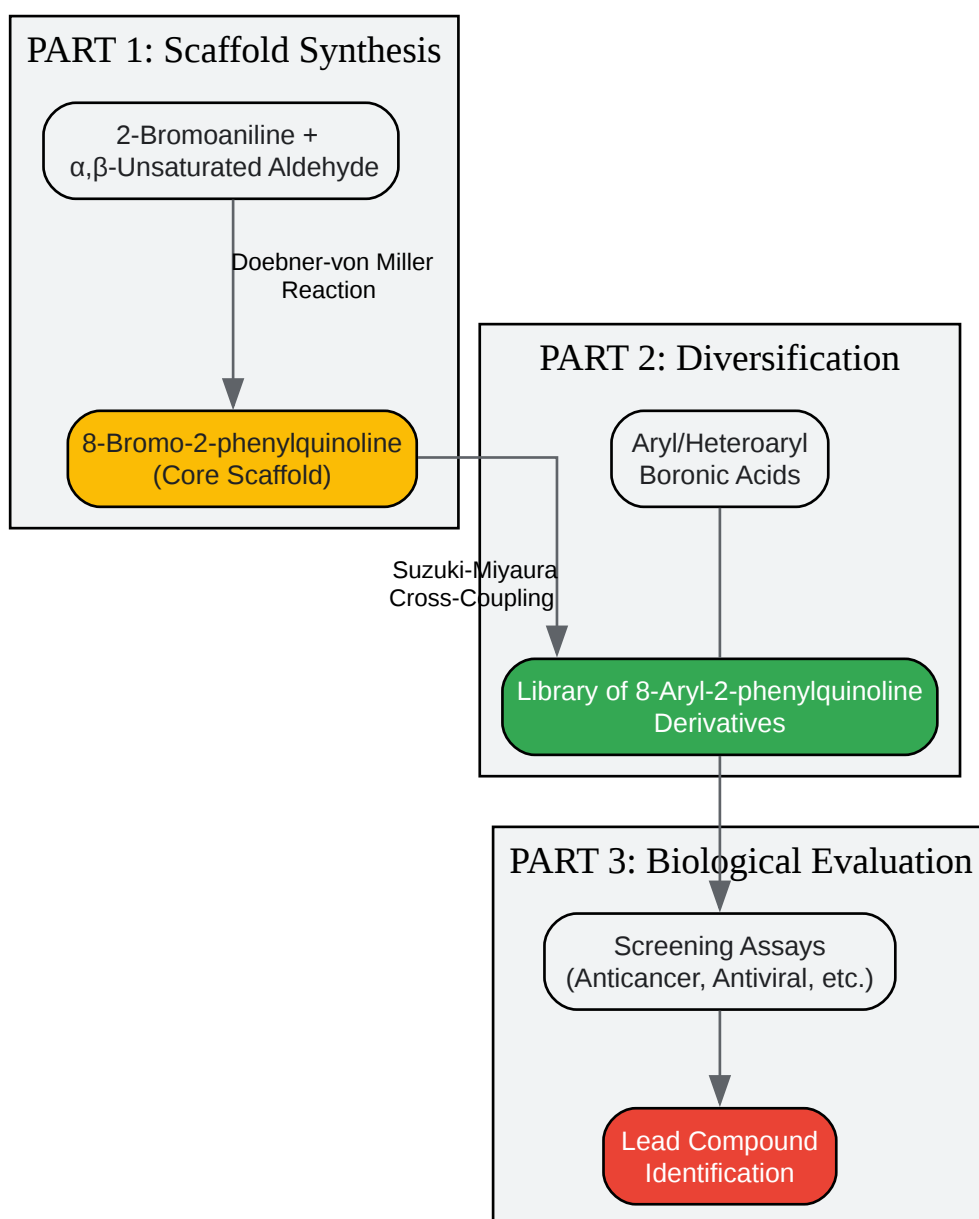 PART 1: Scaffold Synthesis
2-Bromoaniline +
α,β-Unsaturated Aldehyde
Doebner-von Miller
Reaction
8-Bromo-2-phenylquinoline
(Core Scaffold)
PART 2: Diversification
Aryl/Heteroaryl
Boronic Acids
Suzuki-Miyaura
Cross-Coupling
Library of 8-Aryl-2-phenylquinoline
Derivatives
PART 3: Biological Evaluation
Screening Assays
(Anticancer, Antiviral, etc.)
Lead Compound
Identification